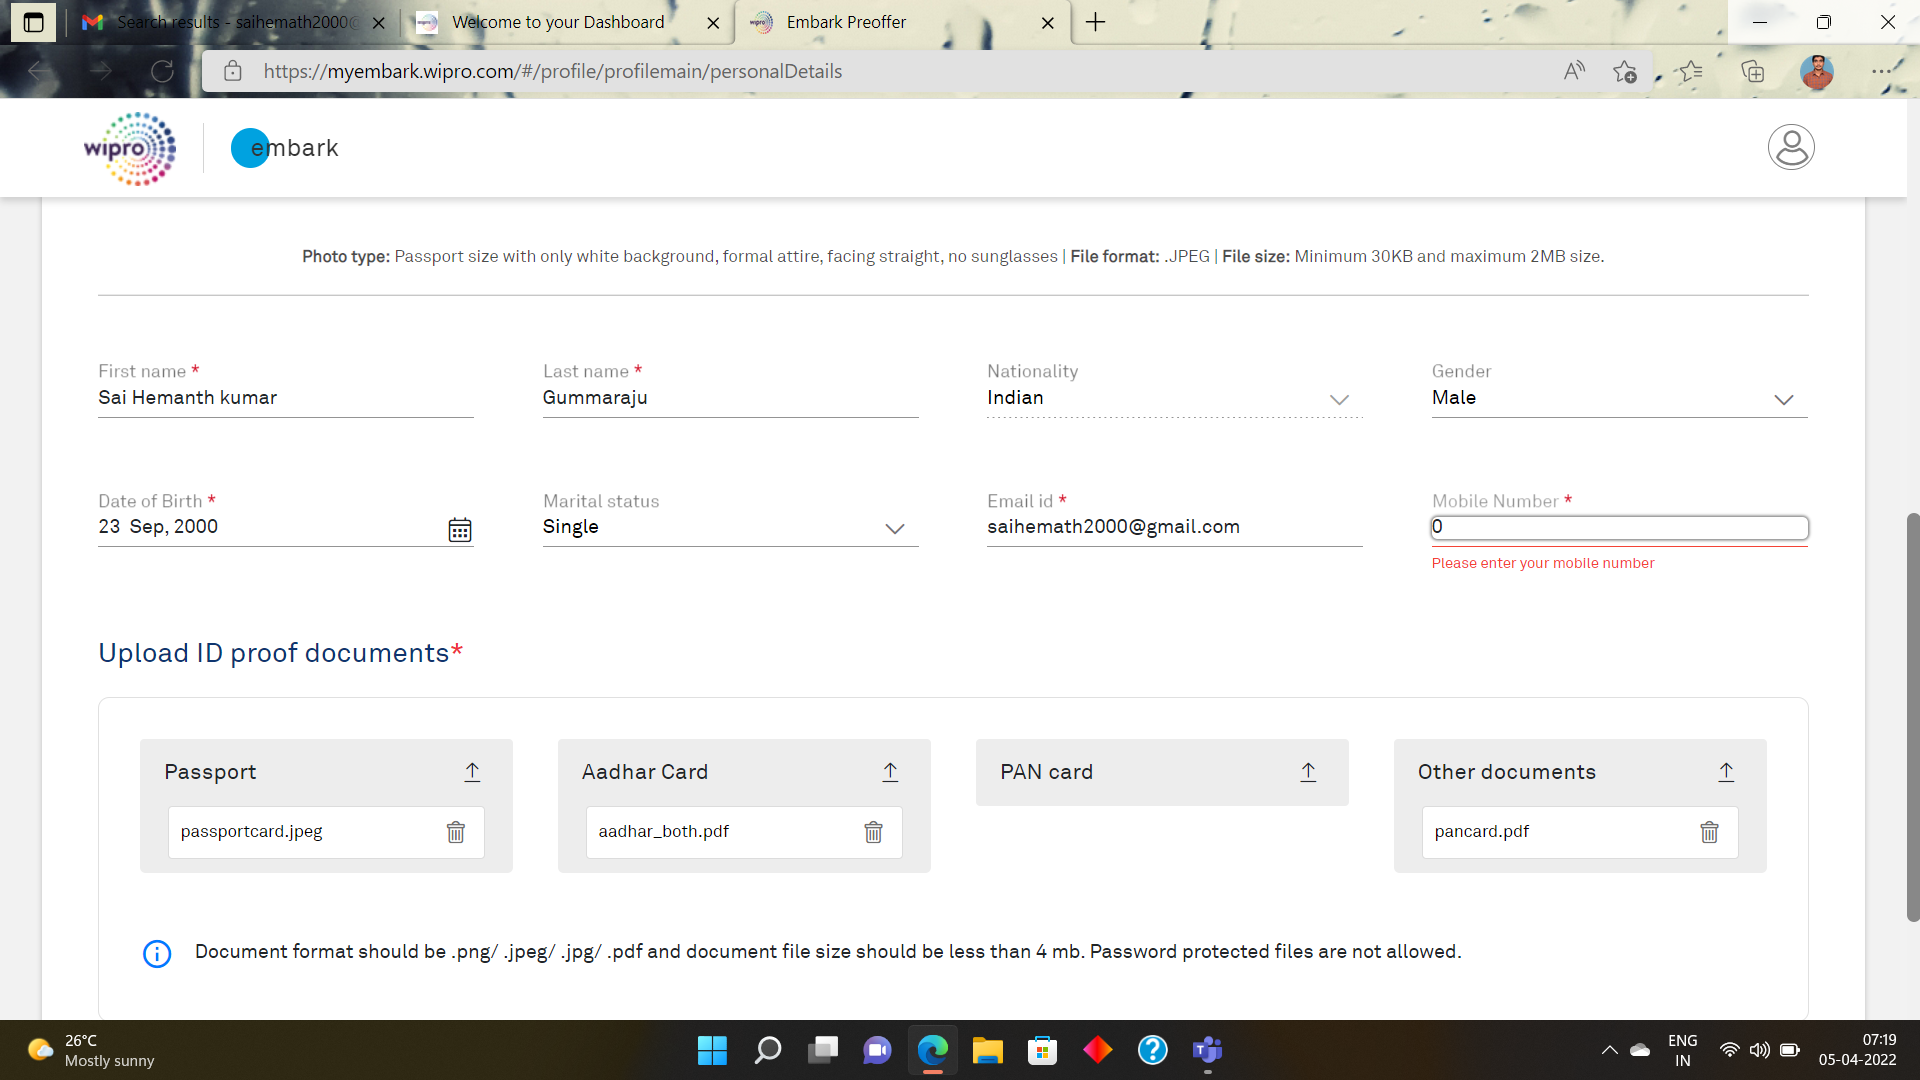 Search results - saihemath2000@
Welcome to your Dashboard
Embark Preoffer
https://myembark.wipro.com/#/profile/profilemain/personalDetails
wipro
embark
Photo type: Passport size with only white background, formal attire, facing straight, no sunglasses | File format: .JPEG | File size: Minimum 30KB and maximum 2MB size.
First name *
Last name *
Nationality
Gender
Sai Hemanth kumar
Gummaraju
Indian
Male
Date of Birth *
Marital status
Email id *
Mobile Number *
23 Sep, 2000
Single
saihemath2000@gmail.com
0
Please enter your mobile number
Upload ID proof documents*
Passport
Aadhar Card
PAN card
Other documents
passportcard.jpeg
aadhar_both.pdf
pancard.pdf
Document format should be .png/ .jpeg/ .jpg/ .pdf and document file size should be less than 4 mb. Password protected files are not allowed.
26°C
Mostly sunny
ENG
IN
07:19
05-04-2022